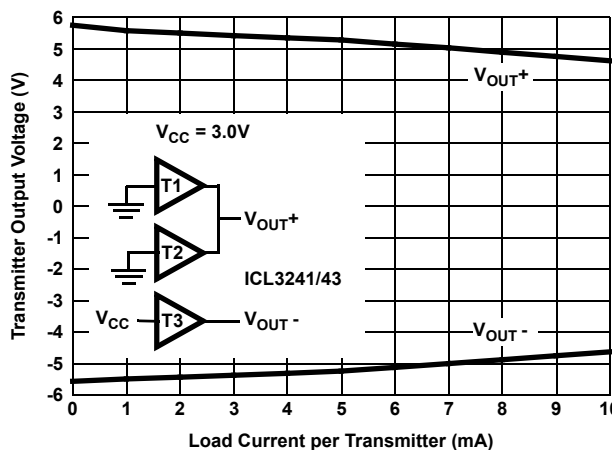 Transmitter Output Voltage (V)
6
5
4
3
2
1
0
-1
-2
-3
-4
-5
-6
VOUT+
VCC = 3.0V
T1
VOUT+
T2
ICL3241/43
VCC
T3
VOUT -
VOUT -
0 1 2 3 4 5 6 7 8 9 10
Load Current per Transmitter (mA)